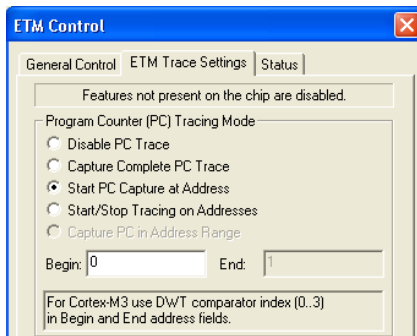 ETM Control
General Control ETM Trace Settings Status
Features not present on the chip are disabled.
Program Counter (PC) Tracing Mode
Disable PC Trace
Capture Complete PC Trace
Start PC Capture at Address
Start/Stop Tracing on Addresses
Capture PC in Address Range
Begin: 0 End: 1
For Cortex-M3 use DWT comparator index (0..3)
in Begin and End address fields.